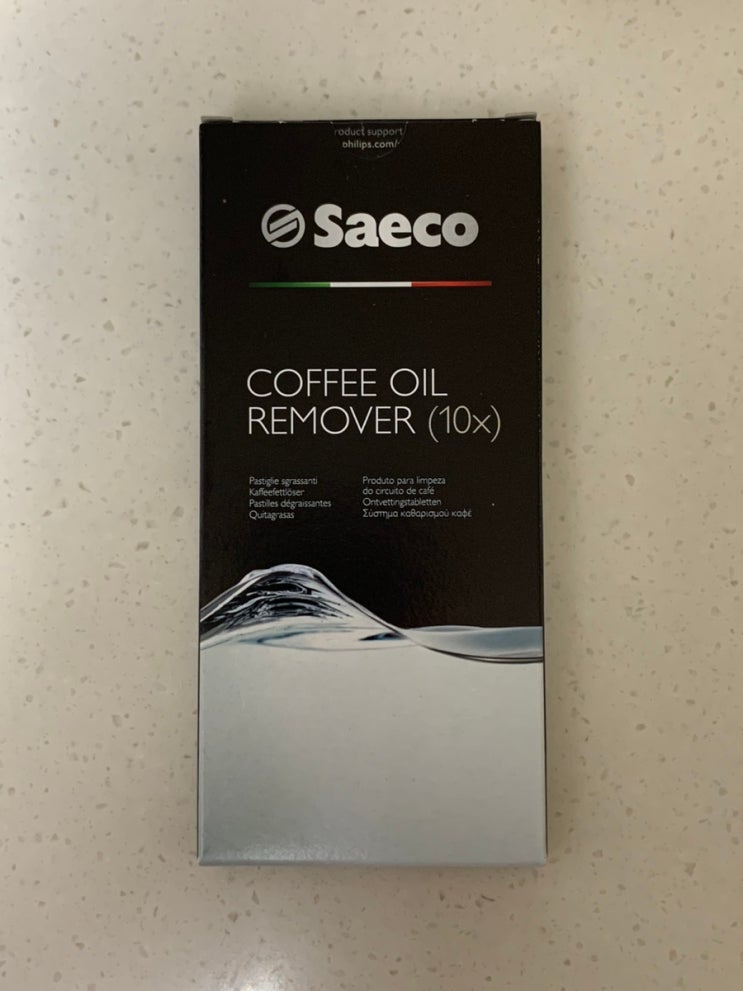 roduct support
philips.com/
Saeco
COFFEE OIL
REMOVER (10x)
Pastiglie sgrassanti
Kaffeefettlöser
Pastilles dégraissantes
Quitagrasas
Produto para limpeza
do circuito de café
Ontvettingstabletten
Σύστημα καθαρισμού καφέ